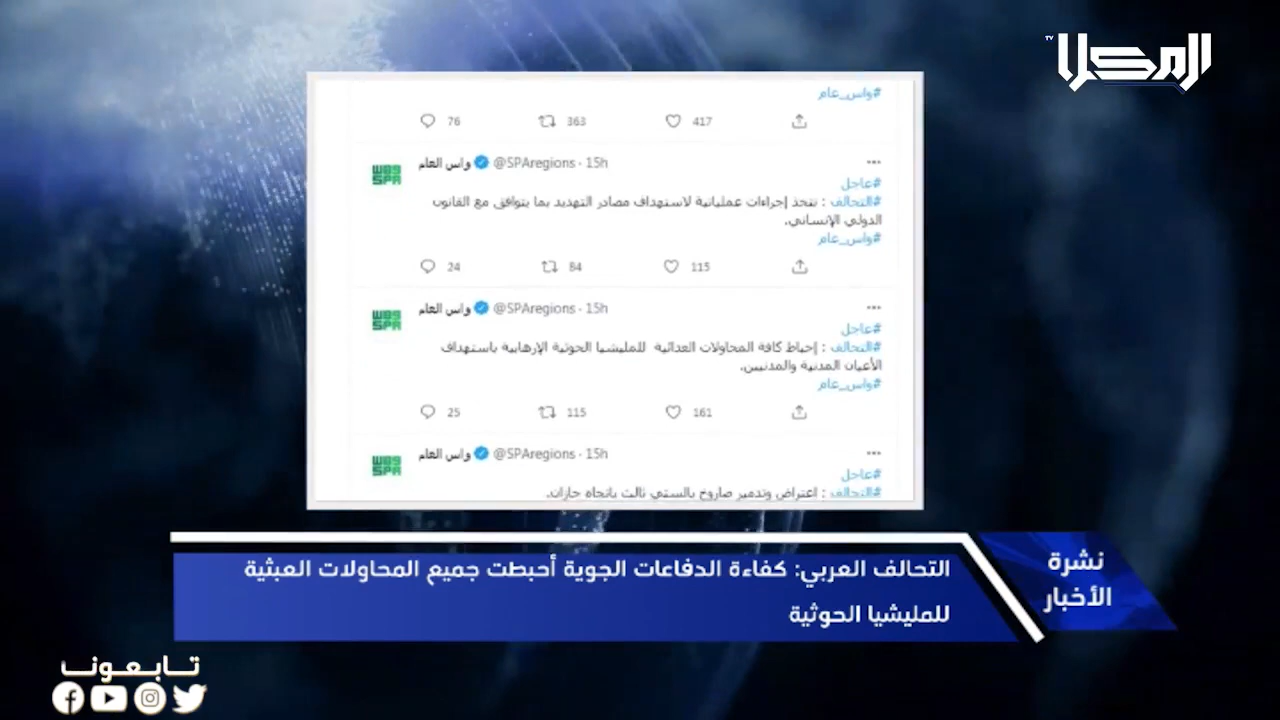 المكلا
TV
#واس_عام
76 363 417
واس العام @SPAregions · 15h
#عاجل
#التحالف : نتخذ إجراءات عملياتية لاستهداف مصادر التهديد بما يتوافق مع القانون
الدولي الإنساني.
#واس_عام
24 84 115
واس العام @SPAregions · 15h
#عاجل
#التحالف : إحباط كافة المحاولات العدائية للمليشيا الحوثية الإرهابية باستهداف
الأعيان المدنية والمدنيين.
#واس_عام
25 115 161
واس العام @SPAregions · 15h
#عاجل
#التحالف : اعتراض وتدمير صاروخ بالستي ثالث باتجاه جازان.
نشرة
الأخبار
التحالف العربي: كفاءة الدفاعات الجوية أحبطت جميع المحاولات العبثية
للمليشيا الحوثية
تابعونا